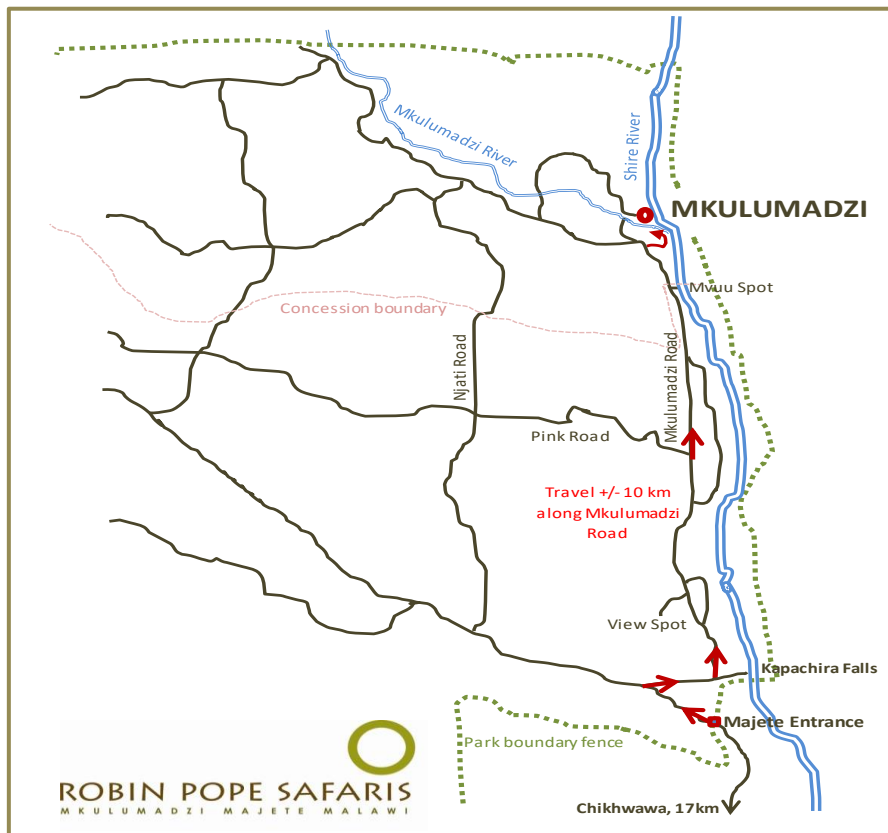 Mkulumadzi River
Shire River
MKULUMADZI
Mvuu Spot
Concession boundary
Njati Road
Mkulumadzi Road
Pink Road
Travel +/- 10 km
along Mkulumadzi
Road
View Spot
Kapachira Falls
Majete Entrance
Park boundary fence
Chikhwawa, 17km
ROBIN POPE SAFARIS
MKULUMADZI MAJETE MALAWI